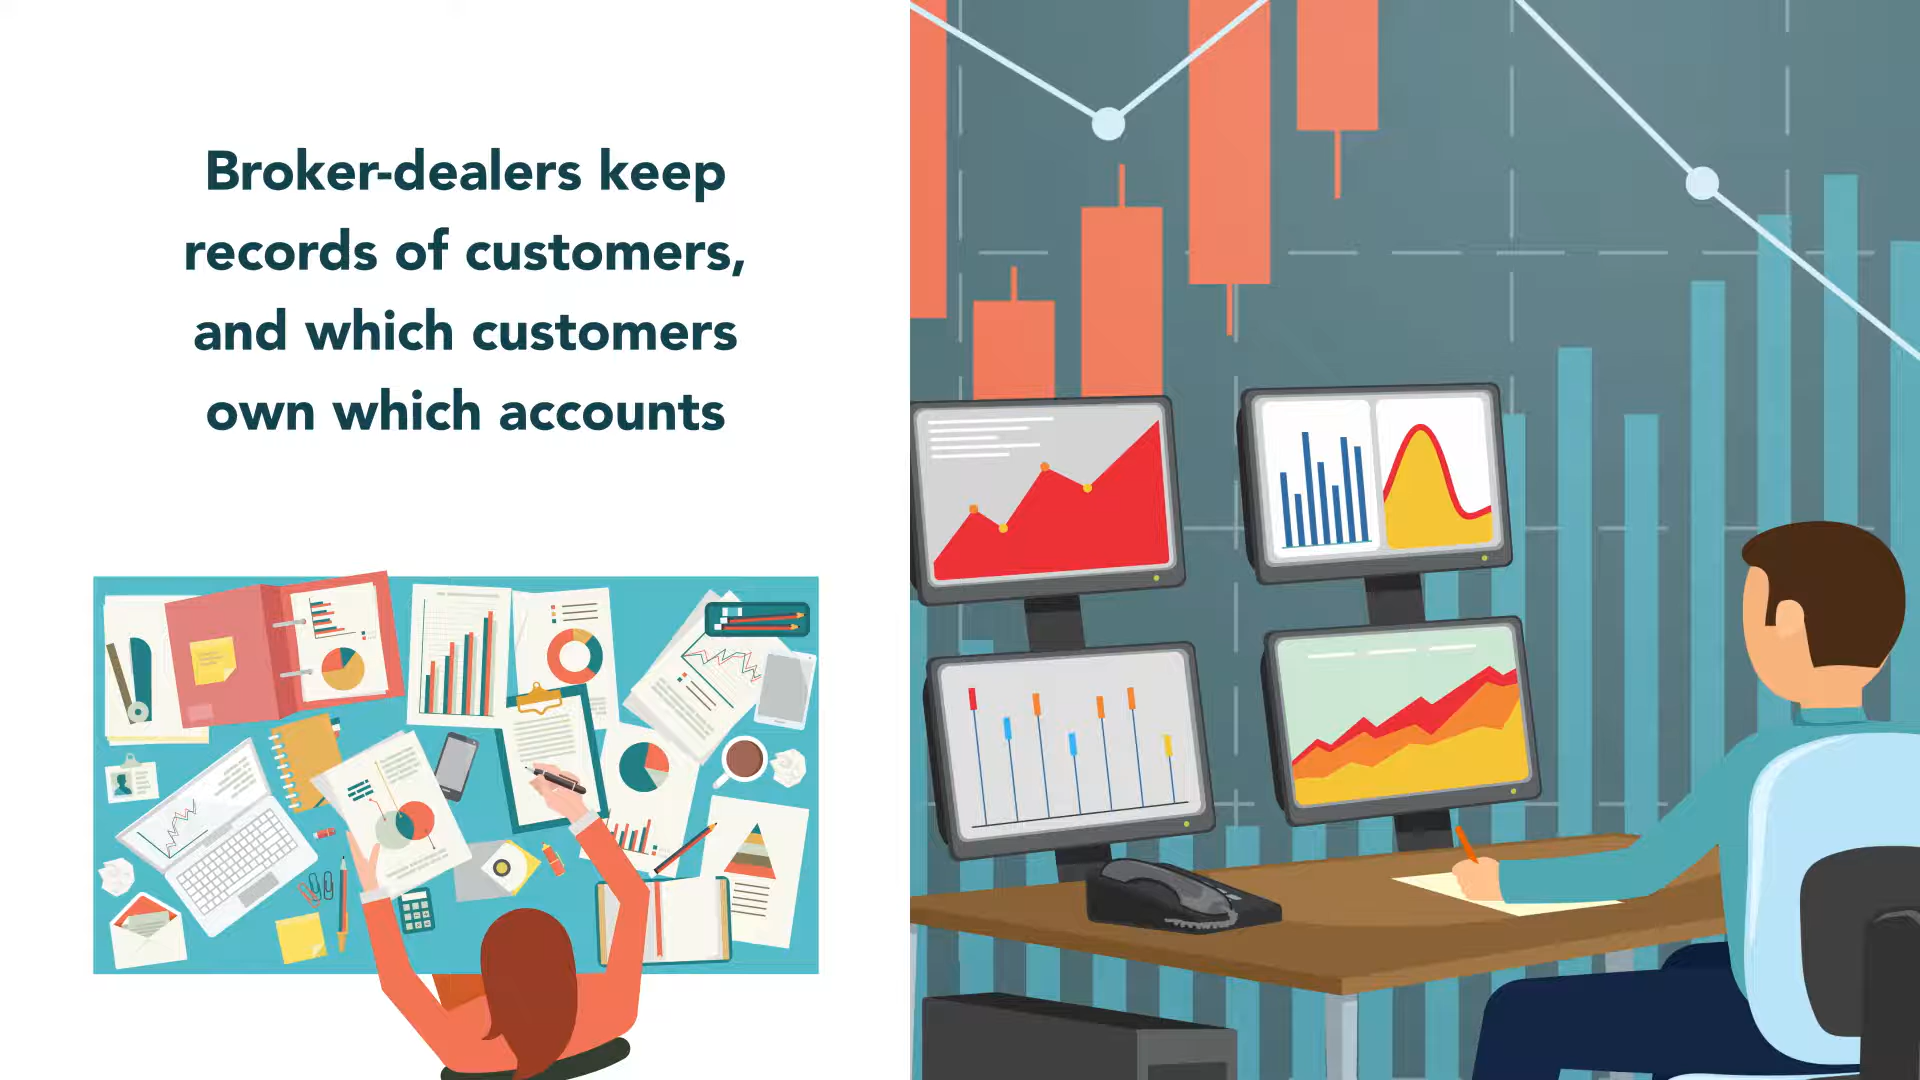 Broker-dealers keep
records of customers,
and which customers
own which accounts